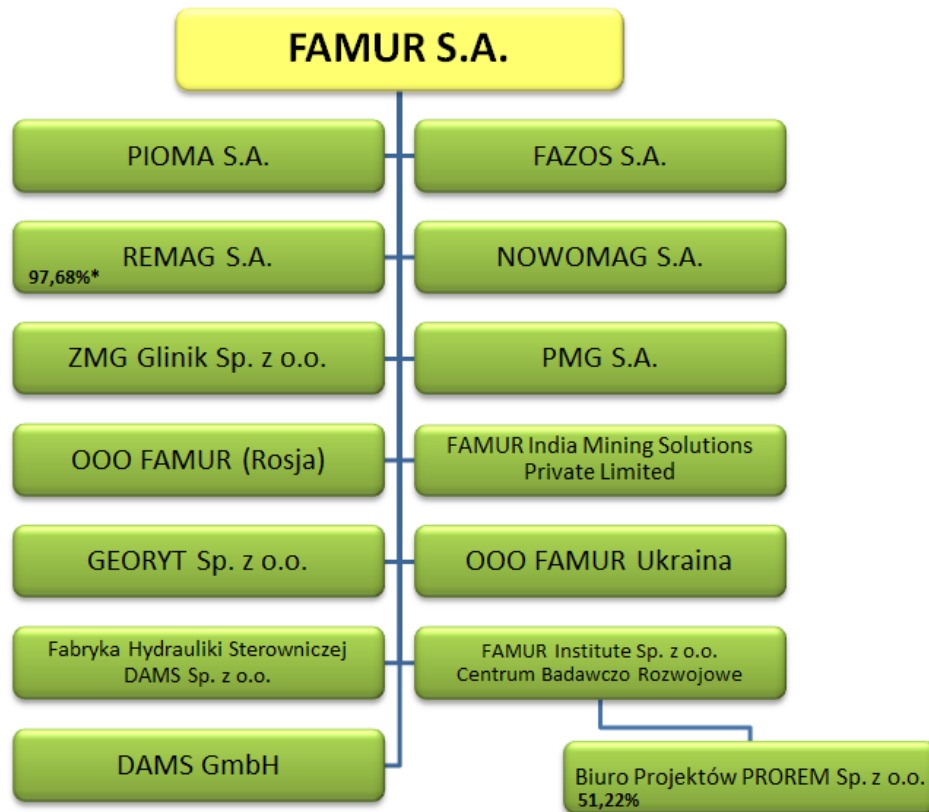 FAMUR S.A.
PIOMA S.A.
FAZOS S.A.
REMAG S.A.
97,68%*
NOWOMAG S.A.
ZMG Glinik Sp. z o.o.
PMG S.A.
OOO FAMUR (Rosja)
FAMUR India Mining Solutions
Private Limited
GEORYT Sp. z o.o.
OOO FAMUR Ukraina
Fabryka Hydrauliki Sterowniczej
DAMS Sp. z o.o.
FAMUR Institute Sp. z o.o.
Centrum Badawczo Rozwojowe
DAMS GmbH
Biuro Projektów PROREM Sp. z o.o.
51,22%